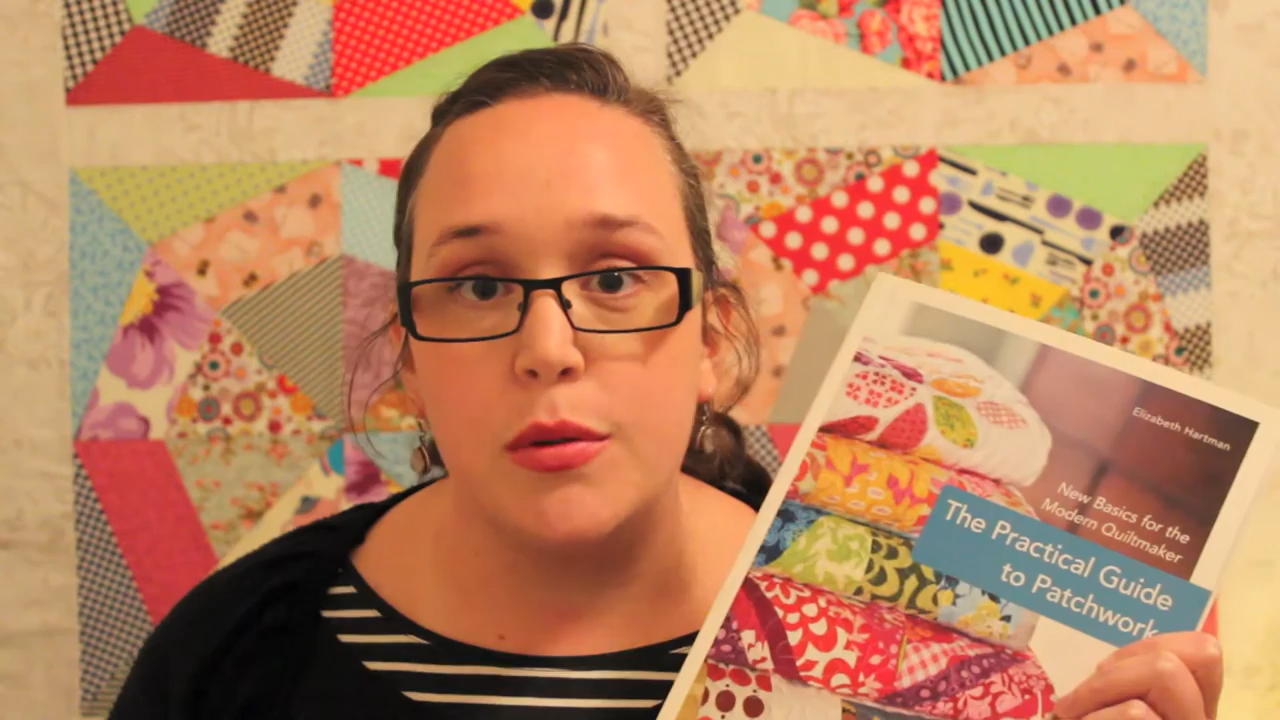 Elizabeth Hartman
New Basics for the
Modern Quiltmaker
The Practical Guide
to Patchwork